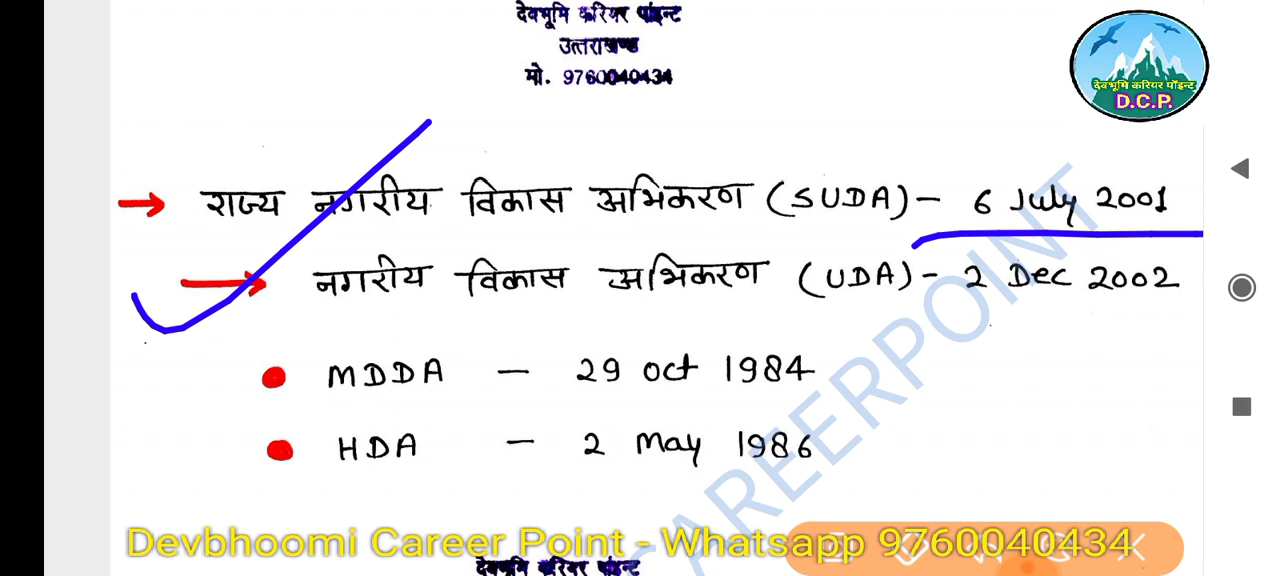 देवभूमि करियर पॉइन्ट
उत्तराखण्ड
मो. 9760040434
देवभूमि करियर पॉइन्ट
D.C.P.
→ राज्य नगरीय विकास अभिकरण (SUDA) – 6 July 2001
→ नगरीय विकास अभिकरण (UDA) – 2 Dec 2002
MDDA – 29 oct 1984
HDA – 2 May 1986
CAREERPOINT
Devbhoomi Career Point - Whatsapp 9760040434
देवभूमि करियर पॉइन्ट